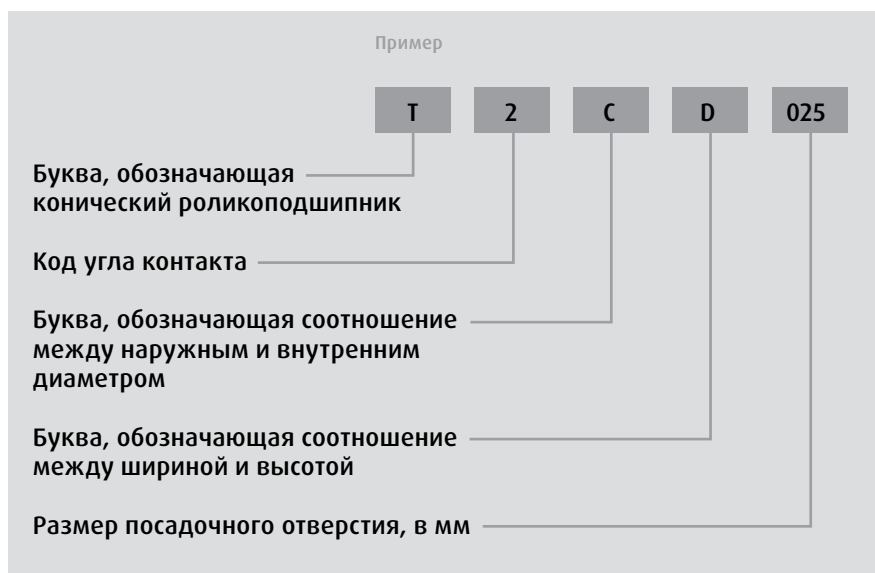 Пример
T 2 C D 025
Буква, обозначающая
конический роликоподшипник
Код угла контакта
Буква, обозначающая соотношение
между наружным и внутренним
диаметром
Буква, обозначающая соотношение
между шириной и высотой
Размер посадочного отверстия, в мм